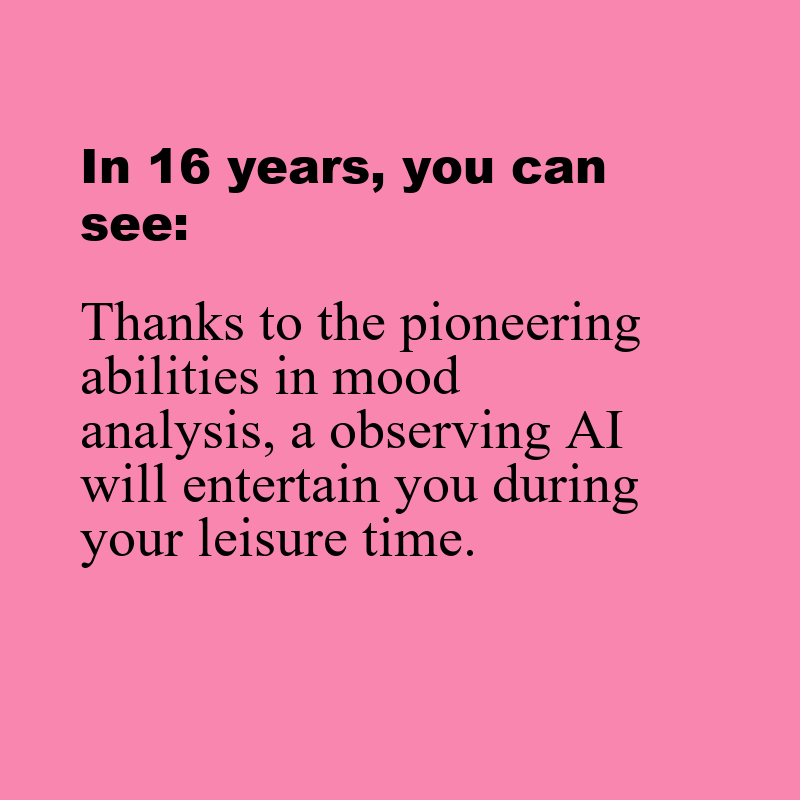 In 16 years, you can
see:
Thanks to the pioneering
abilities in mood
analysis, a observing AI
will entertain you during
your leisure time.